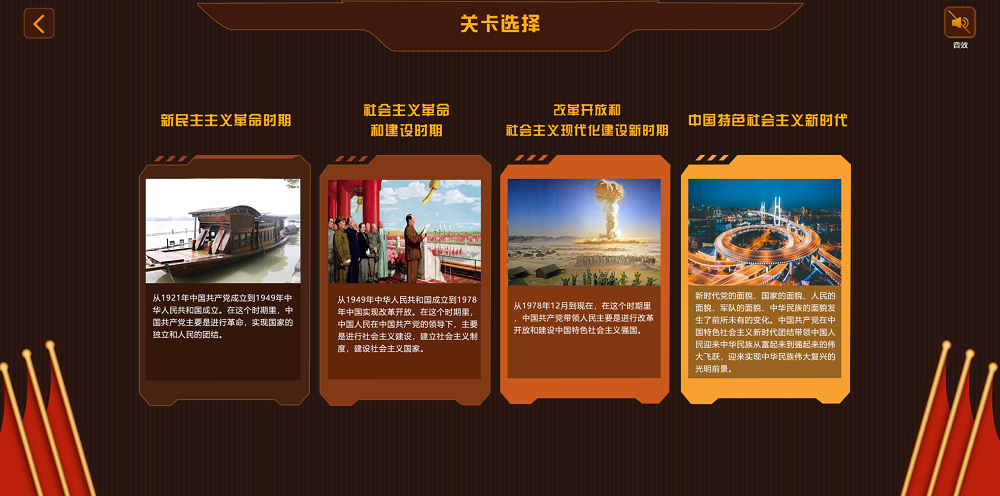 关卡选择
音效
新民主主义革命时期
社会主义革命
和建设时期
改革开放和
社会主义现代化建设新时期
中国特色社会主义新时代
从1921年中国共产党成立到1949年中
华人民共和国成立。在这个时期里，中
国共产党主要是进行革命，实现国家的
独立和人民的团结。
从1949年中华人民共和国成立到1978
年中国实现改革开放。在这个时期里，
中国人民在中国共产党的领导下，主要
是进行社会主义建设，建立社会主义制
度，建设社会主义国家。
从1978年12月到现在，在这个时期里
，中国共产党带领人民主要是进行改革
开放和建设中国特色社会主义强国。
新时代党的面貌、国家的面貌、人民的
面貌、军队的面貌、中华民族的面貌发
生了前所未有的变化。中国共产党在中
国特色社会主义新时代团结带领中国人
民迎来中华民族从富起来到强起来的伟
大飞跃，迎来实现中华民族伟大复兴的
光明前景。